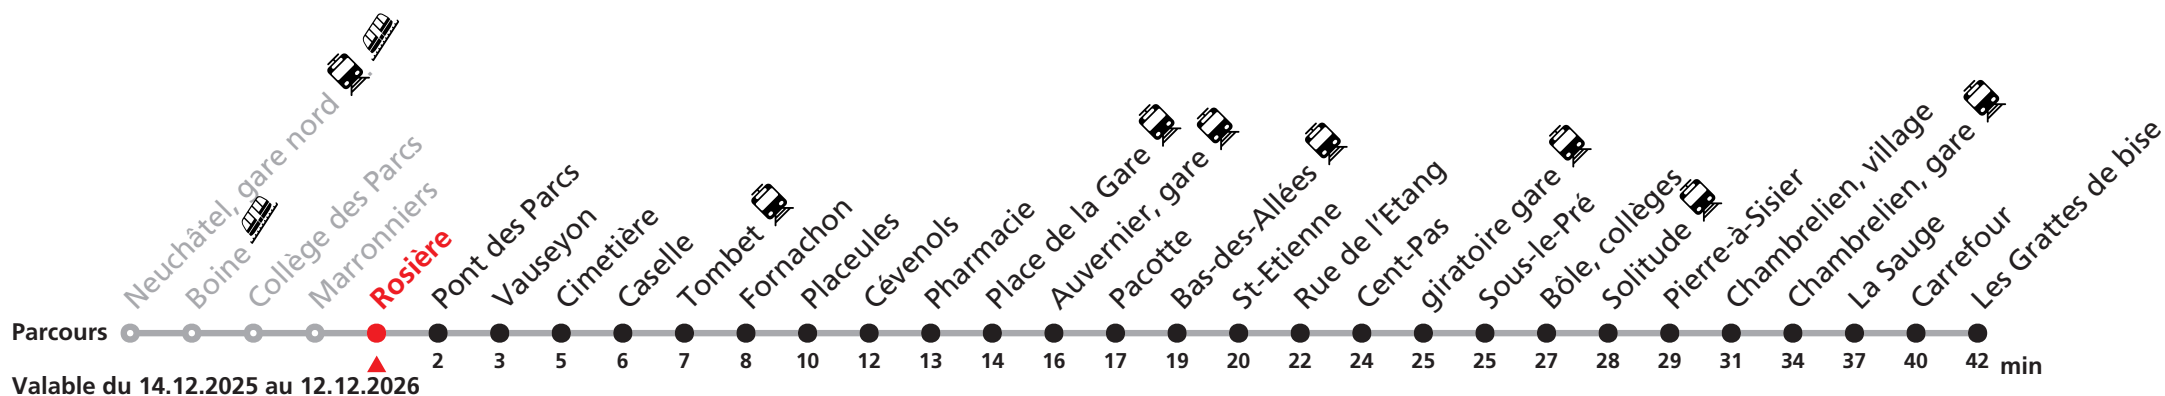 Neuchâtel, gare nord
Boine
Collège des Parcs
Marronniers
Rosière
Pont des Parcs
Vauseyon
Cimetière
Caselle
Tombet
Fornachon
Placeules
Cévenols
Pharmacie
Place de la Gare
Auvernier, gare
Pacotte
Bas-des-Allées
St-Etienne
Rue de l'Etang
Cent-Pas
giratoire gare
Sous-le-Pré
Bôle, collèges
Solitude
Pierre-à-Sisier
Chambrelien, village
Chambrelien, gare
La Sauge
Carrefour
Les Grattes de bise
Parcours
2 3 5 6 7 8 10 12 13 14 16 17 19 20 22 24 25 25 27 28 29 31 34 37 40 42 min
Valable du 14.12.2025 au 12.12.2026